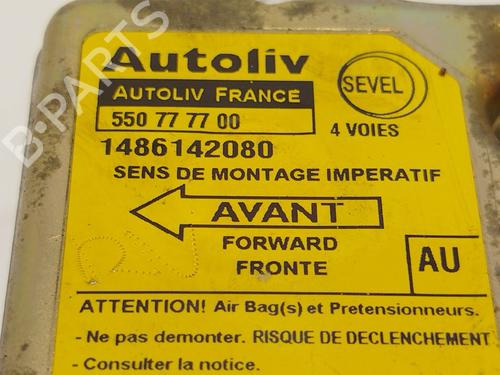 Autoliv
AUTOLIV FRANCE
SEVEL
550 77 77 00
4 VOIES
1486142080
SENS DE MONTAGE IMPERATIF
AVANT
FORWARD
FRONTE
AU
ATTENTION! Air Bag(s) et Pretensionneurs.
- Ne pas demonter. RISQUE DE DECLENCHEMENT
- Consulter la notice.
B-PARTS